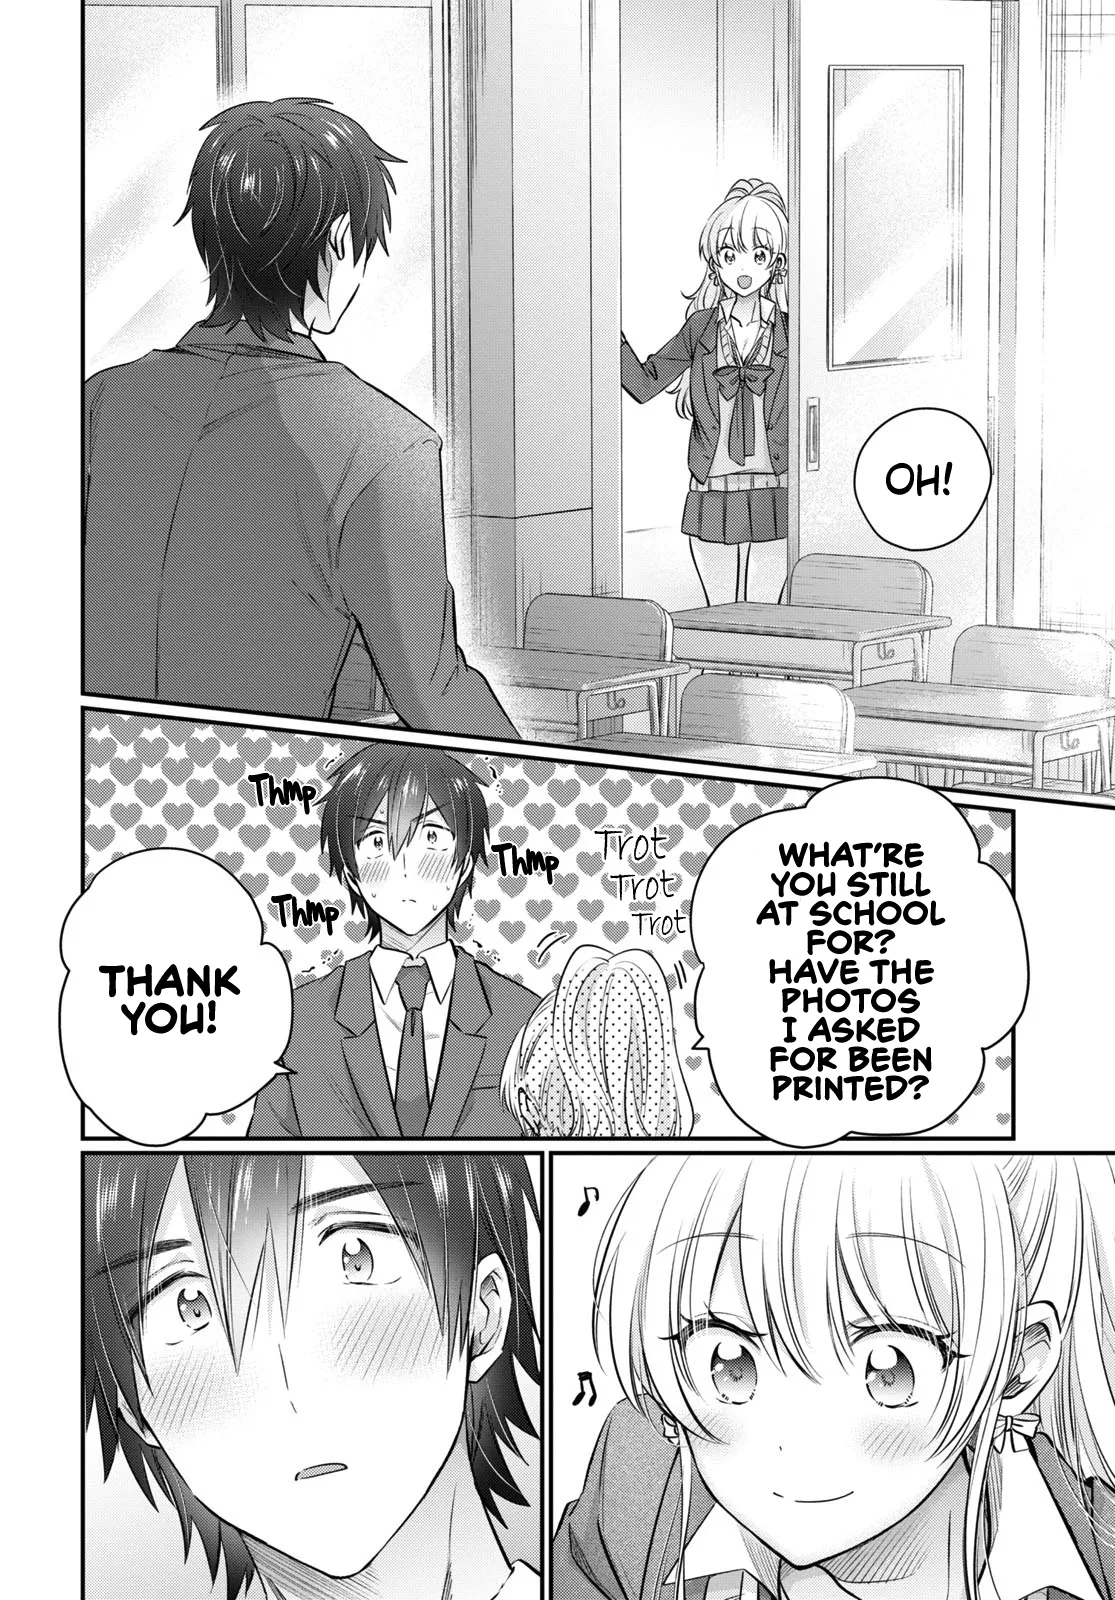 OH!
WHAT'RE
YOU STILL
AT SCHOOL
FOR?
HAVE THE
PHOTOS
I ASKED
FOR BEEN
PRINTED?
Trot
Trot
Trot
Thmp
Thmp
Thmp
THANK
YOU!